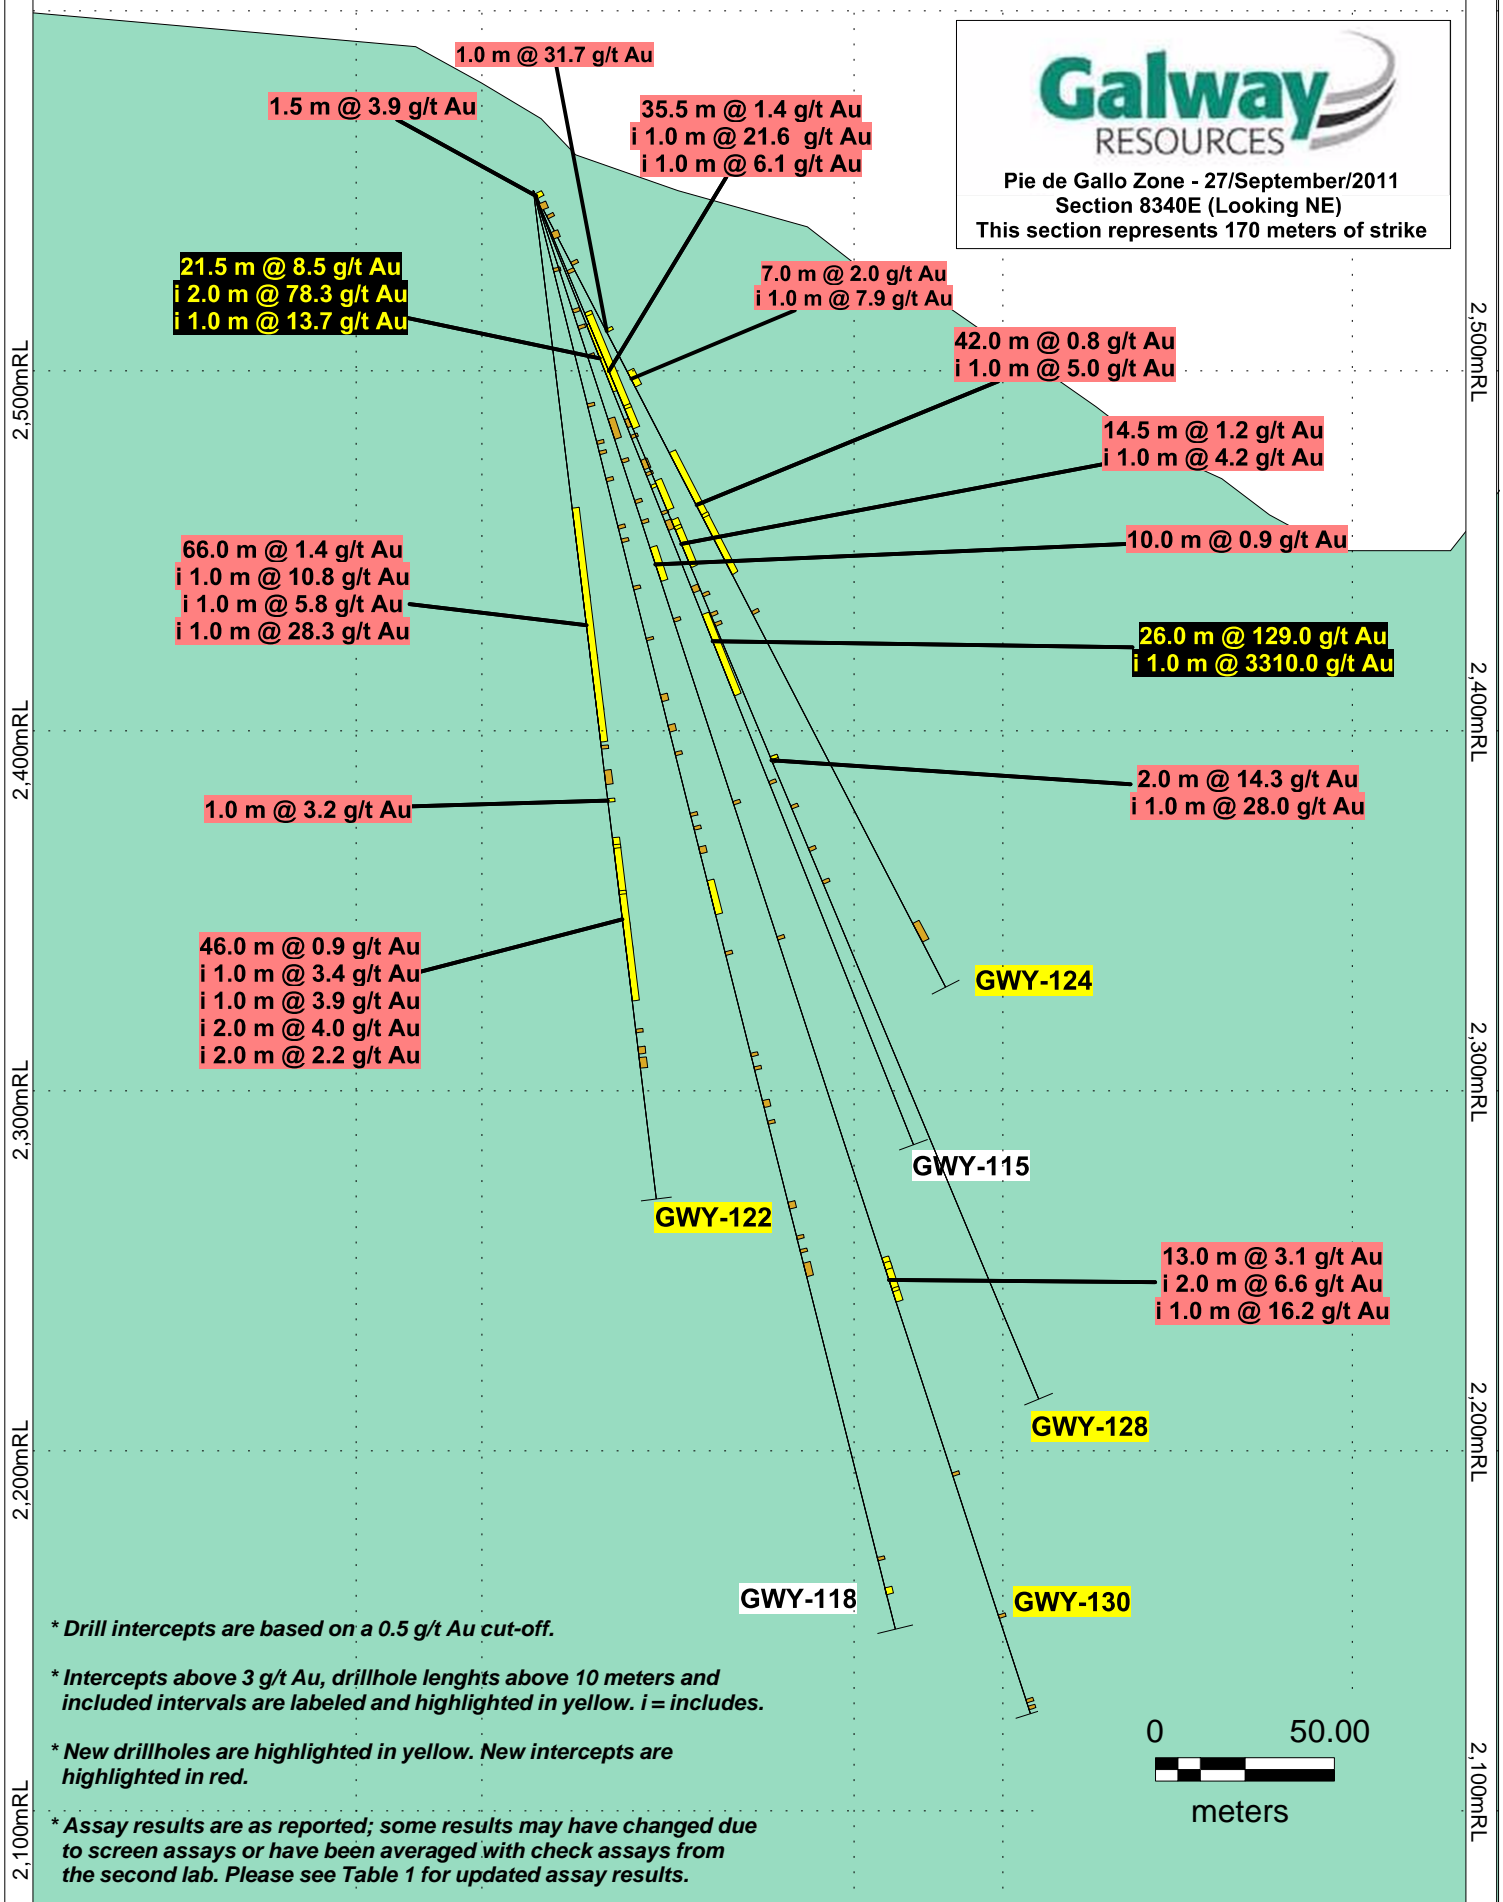 Galway
RESOURCES
Pie de Gallo Zone - 27/September/2011
Section 8340E (Looking NE)
This section represents 170 meters of strike
1.0 m @ 31.7 g/t Au
1.5 m @ 3.9 g/t Au
35.5 m @ 1.4 g/t Au
i 1.0 m @ 21.6 g/t Au
i 1.0 m @ 6.1 g/t Au
21.5 m @ 8.5 g/t Au
i 2.0 m @ 78.3 g/t Au
i 1.0 m @ 13.7 g/t Au
7.0 m @ 2.0 g/t Au
i 1.0 m @ 7.9 g/t Au
42.0 m @ 0.8 g/t Au
i 1.0 m @ 5.0 g/t Au
2,500mRL
2,500mRL
14.5 m @ 1.2 g/t Au
i 1.0 m @ 4.2 g/t Au
10.0 m @ 0.9 g/t Au
66.0 m @ 1.4 g/t Au
i 1.0 m @ 10.8 g/t Au
i 1.0 m @ 5.8 g/t Au
i 1.0 m @ 28.3 g/t Au
26.0 m @ 129.0 g/t Au
i 1.0 m @ 3310.0 g/t Au
2,400mRL
2,400mRL
2.0 m @ 14.3 g/t Au
i 1.0 m @ 28.0 g/t Au
1.0 m @ 3.2 g/t Au
46.0 m @ 0.9 g/t Au
i 1.0 m @ 3.4 g/t Au
i 1.0 m @ 3.9 g/t Au
i 2.0 m @ 4.0 g/t Au
i 2.0 m @ 2.2 g/t Au
GWY-124
2,300mRL
2,300mRL
GWY-115
GWY-122
13.0 m @ 3.1 g/t Au
i 2.0 m @ 6.6 g/t Au
i 1.0 m @ 16.2 g/t Au
GWY-128
2,200mRL
2,200mRL
GWY-118
GWY-130
* Drill intercepts are based on a 0.5 g/t Au cut-off.
* Intercepts above 3 g/t Au, drillhole lenghts above 10 meters and
included intervals are labeled and highlighted in yellow. i = includes.
* New drillholes are highlighted in yellow. New intercepts are
highlighted in red.
* Assay results are as reported; some results may have changed due
to screen assays or have been averaged with check assays from
the second lab. Please see Table 1 for updated assay results.
0 50.00
meters
2,100mRL
2,100mRL